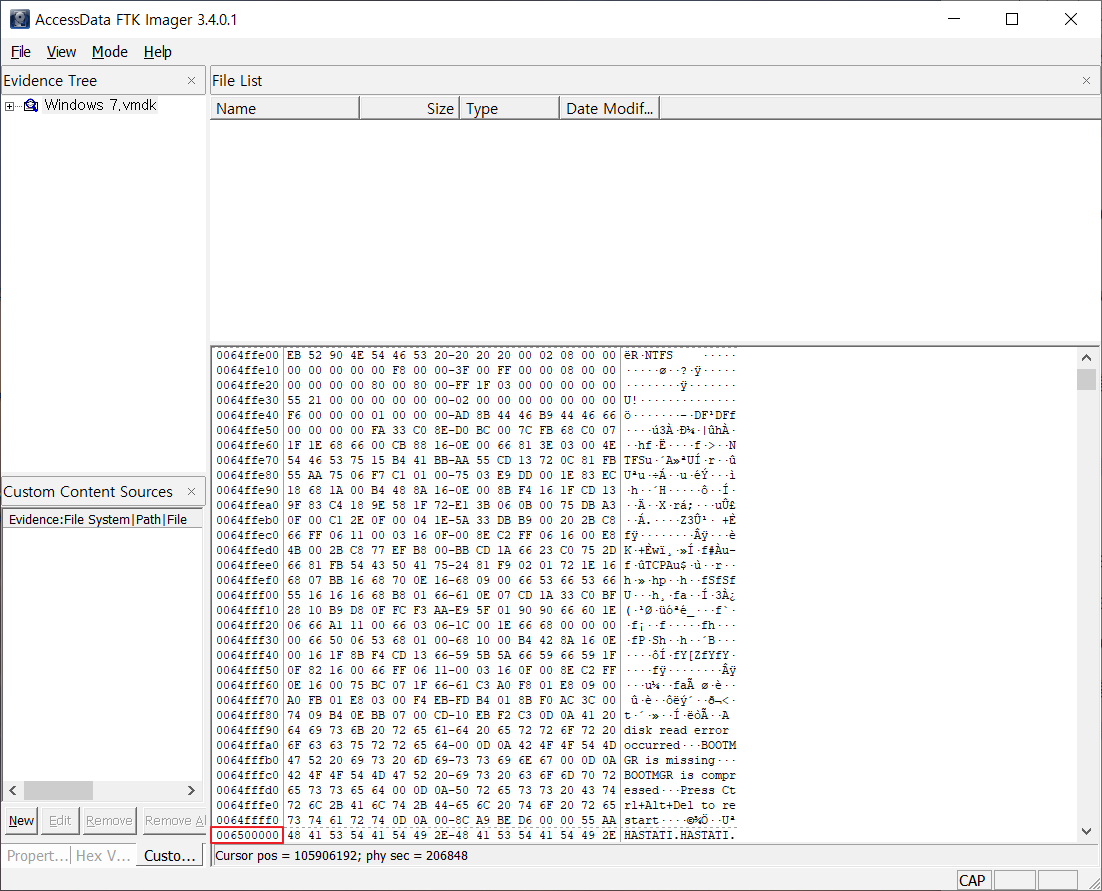 AccessData FTK Imager 3.4.0.1
File View Mode Help
Evidence Tree
Windows 7.vmdk
File List
Name Size Type Date Modif...
Custom Content Sources
Evidence:File System|Path|File
New Edit Remove Remove Al
Propert... Hex V... Custo...
0064ffe00 EB 52 90 4E 54 46 53 20-20 20 20 00 02 08 00 00 ëR·NTFS    ·····
0064ffe10 00 00 00 00 00 F8 00 00-3F 00 FF 00 00 08 00 00 ·····ø··?·ÿ·····
0064ffe20 00 00 00 00 80 00 80 00-FF 1F 03 00 00 00 00 00 ········ÿ·······
0064ffe30 55 21 00 00 00 00 00 00-02 00 00 00 00 00 00 00 U!··············
0064ffe40 F6 00 00 00 01 00 00 00-AD 8B 44 46 B9 44 46 66 ö·······-·DF¹DFf
0064ffe50 00 00 00 00 FA 33 C0 8E-D0 BC 00 7C FB 68 C0 07 ····ú3À·Ð¼·|ûhÀ·
0064ffe60 1F 1E 68 66 00 CB 88 16-0E 00 66 81 3E 03 00 4E ··hf·Ë····f·>··N
0064ffe70 54 46 53 75 15 B4 41 BB-AA 55 CD 13 72 0C 81 FB TFSu·´A»ªUÍ·r··û
0064ffe80 55 AA 75 06 F7 C1 01 00-75 03 E9 DD 00 1E 83 EC Uªu·÷Á··u·éÝ···ì
0064ffe90 18 68 1A 00 B4 48 8A 16-0E 00 8B F4 16 1F CD 13 ·h··´H·····ô··Í·
0064ffea0 9F 83 C4 18 9E 58 1F 72-E1 3B 06 0B 00 75 DB A3 ··Ä··X·rá;···uÛ£
0064ffeb0 0F 00 C1 2E 0F 00 04 1E-5A 33 DB B9 00 20 2B C8 ··Á.····Z3Û¹· +È
0064ffec0 66 FF 06 11 00 03 16 0F-00 8E C2 FF 06 16 00 E8 fÿ········Âÿ···è
0064ffed0 4B 00 2B C8 77 EF B8 00-BB CD 1A 66 23 C0 75 2D K·+Èwï¸·»Í·f#Àu-
0064ffee0 66 81 FB 54 43 50 41 75-24 81 F9 02 01 72 1E 16 f·ûTCPAu$·ù··r··
0064ffef0 68 07 BB 16 68 70 0E 16-68 09 00 66 53 66 53 66 h·»·hp··h··fSfSf
0064fff00 55 16 16 16 68 B8 01 66-61 0E 07 CD 1A 33 C0 BF U···h¸·fa··Í·3À¿
0064fff10 28 10 B9 D8 0F FC F3 AA-E9 5F 01 90 90 66 60 1E (·¹Ø·üóªé_···f`·
0064fff20 06 66 A1 11 00 66 03 06-1C 00 1E 66 68 00 00 00 ·f¡··f·····fh···
0064fff30 00 66 50 06 53 68 01 00-68 10 00 B4 42 8A 16 0E ·fP·Sh··h··´B···
0064fff40 00 16 1F 8B F4 CD 13 66-59 5B 5A 66 59 66 59 1F ····ôÍ·fY[ZfYfY·
0064fff50 0F 82 16 00 66 FF 06 11-00 03 16 0F 00 8E C2 FF ····fÿ········Âÿ
0064fff60 0E 16 00 75 BC 07 1F 66-61 C3 A0 F8 01 E8 09 00 ···u¼··faÃ ø·è··
0064fff70 A0 FB 01 E8 03 00 F4 EB-FD B4 01 8B F0 AC 3C 00  û·è··ôëý´··ð¬<·
0064fff80 74 09 B4 0E BB 07 00 CD-10 EB F2 C3 0D 0A 41 20 t·´·»··Í·ëòÃ··A
0064fff90 64 69 73 6B 20 72 65 61-64 20 65 72 72 6F 72 20 disk read error
0064fffa0 6F 63 63 75 72 72 65 64-00 0D 0A 42 4F 4F 54 4D occurred···BOOTM
0064fffb0 47 52 20 69 73 20 6D 69-73 73 69 6E 67 00 0D 0A GR is missing···
0064fffc0 42 4F 4F 54 4D 47 52 20-69 73 20 63 6F 6D 70 72 BOOTMGR is compr
0064fffd0 65 73 73 65 64 00 0D 0A-50 72 65 73 73 20 43 74 essed···Press Ct
0064fffe0 72 6C 2B 41 6C 74 2B 44-65 6C 20 74 6F 20 72 65 rl+Alt+Del to re
0064ffff0 73 74 61 72 74 0D 0A 00-8C A9 BE D6 00 00 55 AA start····©¾Ö··Uª
006500000 48 41 53 54 41 54 49 2E-48 41 53 54 41 54 49 2E HASTATI.HASTATI.
Cursor pos = 105906192; phy sec = 206848
CAP